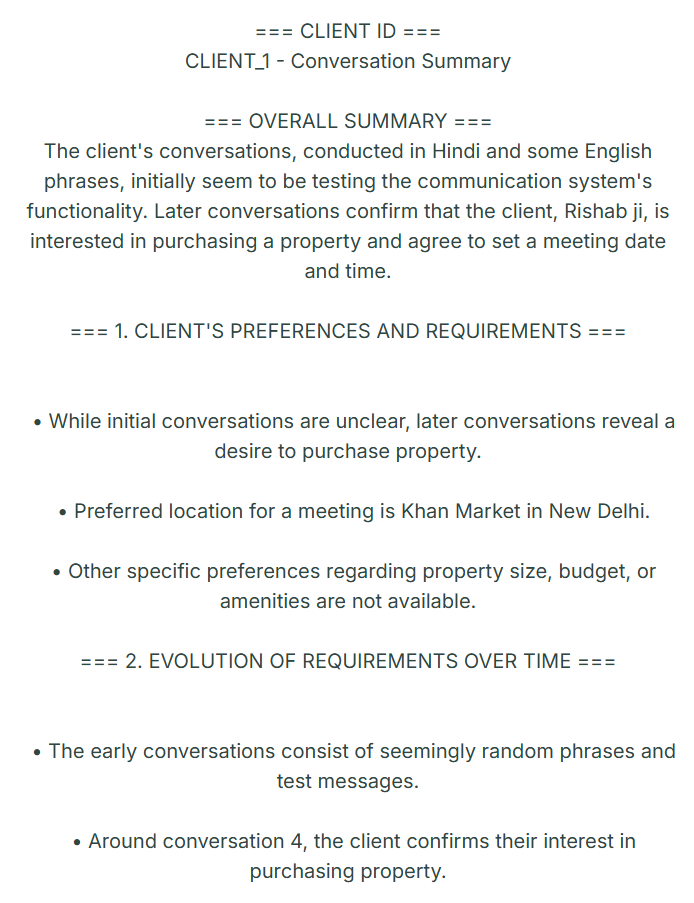 === CLIENT ID ===
CLIENT_1 - Conversation Summary
=== OVERALL SUMMARY ===
The client's conversations, conducted in Hindi and some English
phrases, initially seem to be testing the communication system's
functionality. Later conversations confirm that the client, Rishab ji, is
interested in purchasing a property and agree to set a meeting date
and time.
=== 1. CLIENT'S PREFERENCES AND REQUIREMENTS ===
• While initial conversations are unclear, later conversations reveal a
desire to purchase property.
• Preferred location for a meeting is Khan Market in New Delhi.
• Other specific preferences regarding property size, budget, or
amenities are not available.
=== 2. EVOLUTION OF REQUIREMENTS OVER TIME ===
• The early conversations consist of seemingly random phrases and
test messages.
• Around conversation 4, the client confirms their interest in
purchasing property.